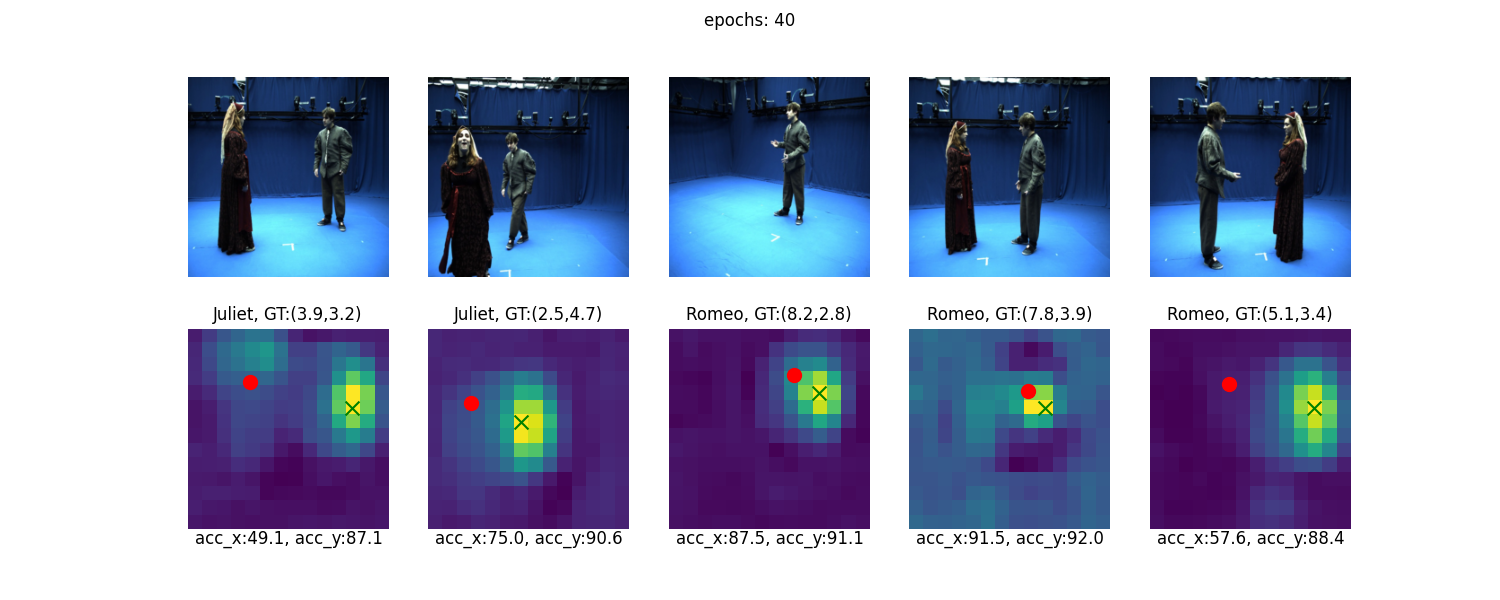 epochs: 40
Juliet, GT:(3.9,3.2)
Juliet, GT:(2.5,4.7)
Romeo, GT:(8.2,2.8)
Romeo, GT:(7.8,3.9)
Romeo, GT:(5.1,3.4)
acc_x:49.1, acc_y:87.1
acc_x:75.0, acc_y:90.6
acc_x:87.5, acc_y:91.1
acc_x:91.5, acc_y:92.0
acc_x:57.6, acc_y:88.4